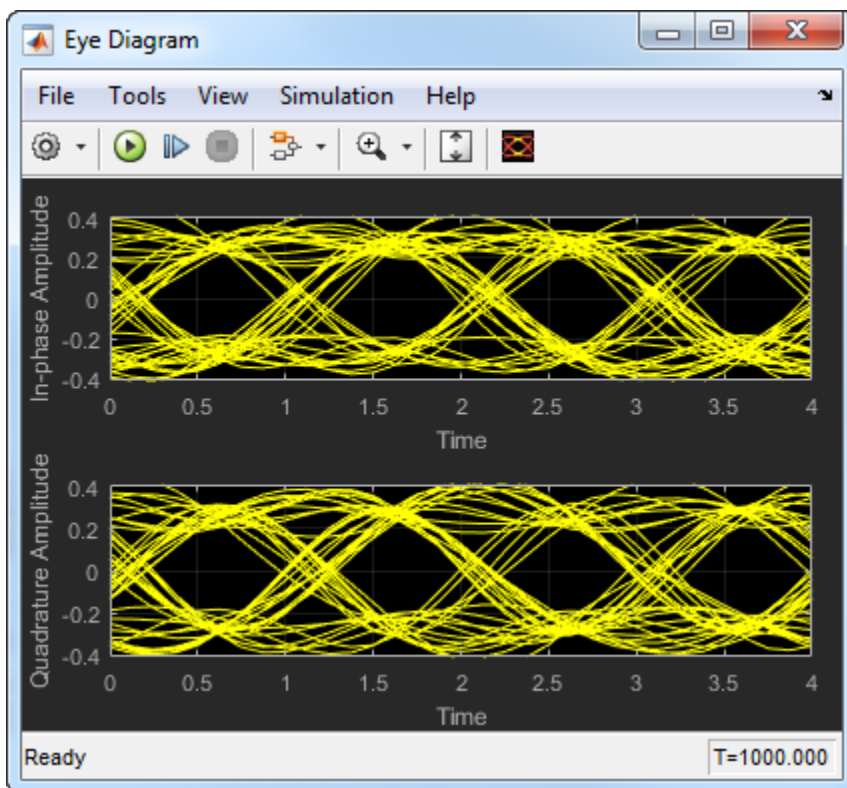 Eye Diagram
File Tools View Simulation Help
In-phase Amplitude
0.4
0.2
0
-0.2
-0.4
0 0.5 1 1.5 2 2.5 3 3.5 4
Time
Quadrature Amplitude
0.4
0.2
0
-0.2
-0.4
0 0.5 1 1.5 2 2.5 3 3.5 4
Time
Ready T=1000.000